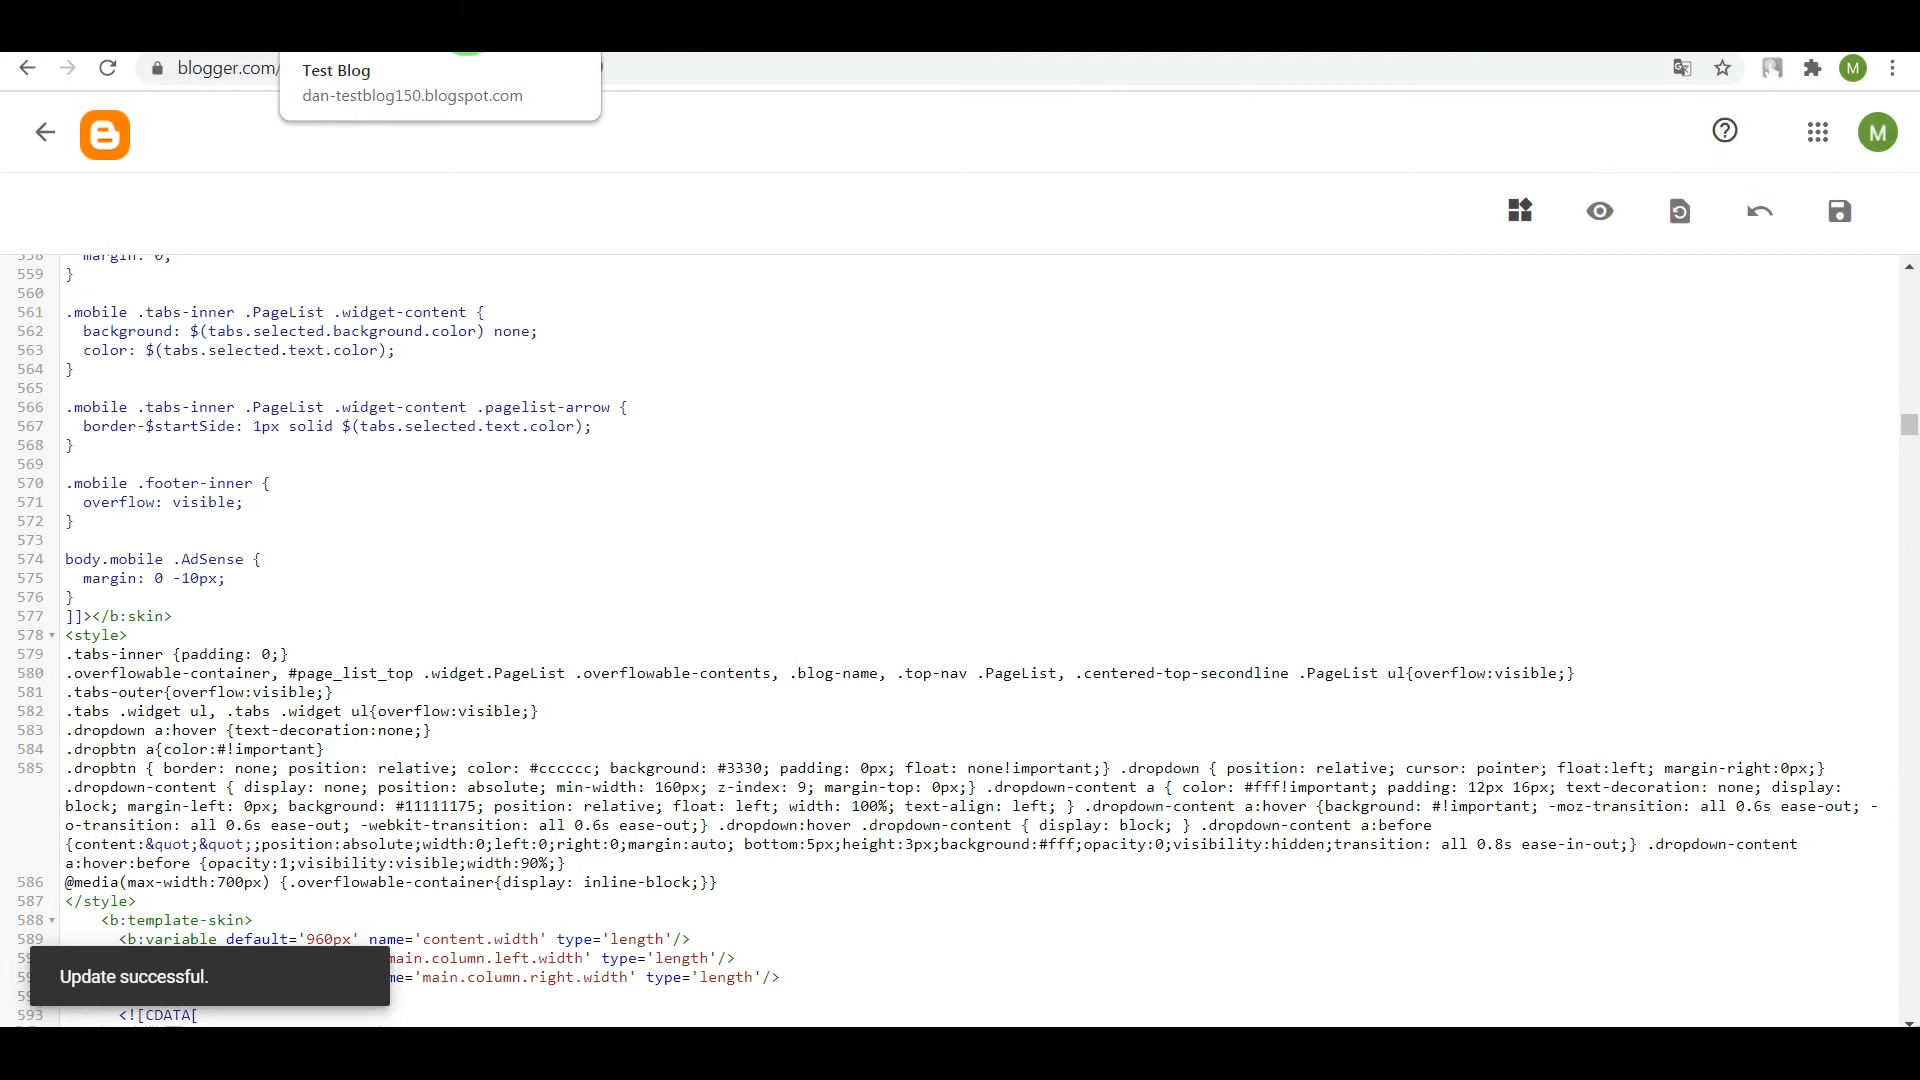 blogger.com/
Test Blog
dan-testblog150.blogspot.com
M
M
558   margin: 0;
559 }
560
561 .mobile .tabs-inner .PageList .widget-content {
562   background: $(tabs.selected.background.color) none;
563   color: $(tabs.selected.text.color);
564 }
565
566 .mobile .tabs-inner .PageList .widget-content .pagelist-arrow {
567   border-$startSide: 1px solid $(tabs.selected.text.color);
568 }
569
570 .mobile .footer-inner {
571   overflow: visible;
572 }
573
574 body.mobile .AdSense {
575   margin: 0 -10px;
576 }
577 ]]></b:skin>
578 <style>
579 .tabs-inner {padding: 0;}
580 .overflowable-container, #page_list_top .widget.PageList .overflowable-contents, .blog-name, .top-nav .PageList, .centered-top-secondline .PageList ul{overflow:visible;}
581 .tabs-outer{overflow:visible;}
582 .tabs .widget ul, .tabs .widget ul{overflow:visible;}
583 .dropdown a:hover {text-decoration:none;}
584 .dropbtn a{color:#!important}
585 .dropbtn { border: none; position: relative; color: #cccccc; background: #3330; padding: 0px; float: none!important;} .dropdown { position: relative; cursor: pointer; float:left; margin-right:0px;}
.dropdown-content { display: none; position: absolute; min-width: 160px; z-index: 9; margin-top: 0px;} .dropdown-content a { color: #fff!important; padding: 12px 16px; text-decoration: none; display:
block; margin-left: 0px; background: #11111175; position: relative; float: left; width: 100%; text-align: left; } .dropdown-content a:hover {background: #!important; -moz-transition: all 0.6s ease-out; -
o-transition: all 0.6s ease-out; -webkit-transition: all 0.6s ease-out;} .dropdown:hover .dropdown-content { display: block; } .dropdown-content a:before
{content:&quot;&quot;;position:absolute;width:0;left:0;right:0;margin:auto; bottom:5px;height:3px;background:#fff;opacity:0;visibility:hidden;transition: all 0.8s ease-in-out;} .dropdown-content
a:hover:before {opacity:1;visibility:visible;width:90%;}
586 @media(max-width:700px) {.overflowable-container{display: inline-block;}}
587 </style>
588     <b:template-skin>
589       <b:variable default='960px' name='content.width' type='length'/>
main.column.left.width' type='length'/>
me='main.column.right.width' type='length'/>
Update successful.
593       <![CDATA[